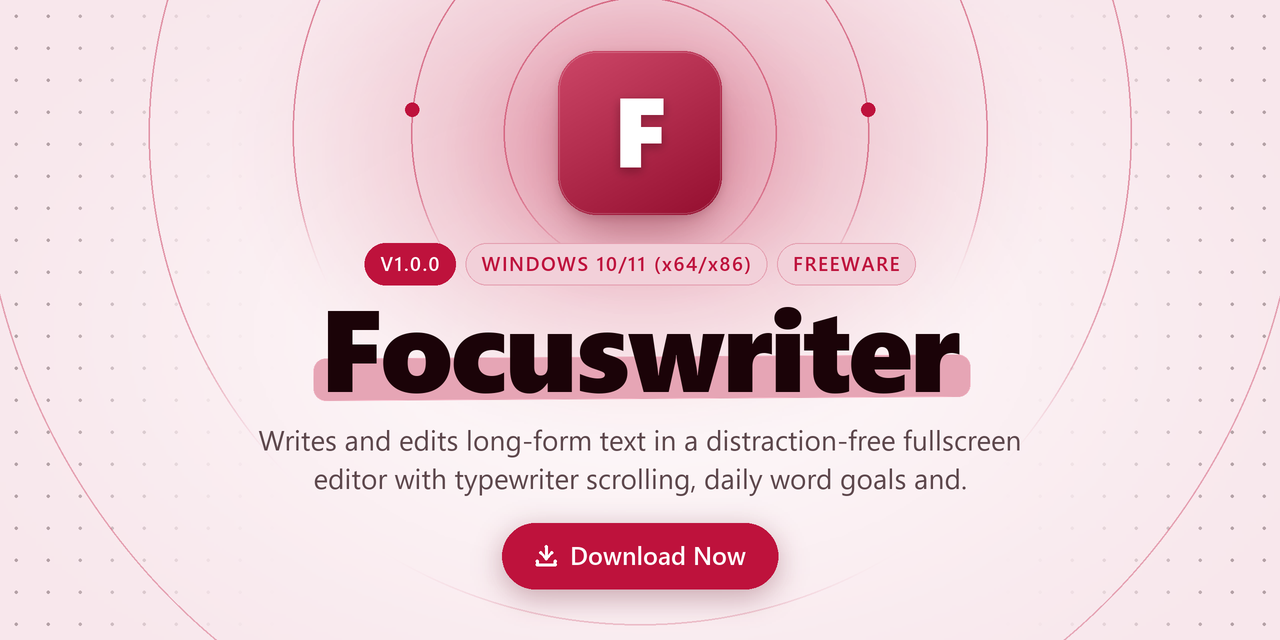 F
V1.0.0 WINDOWS 10/11 (x64/x86) FREEWARE
Focuswriter
Writes and edits long-form text in a distraction-free fullscreen
editor with typewriter scrolling, daily word goals and.
Download Now